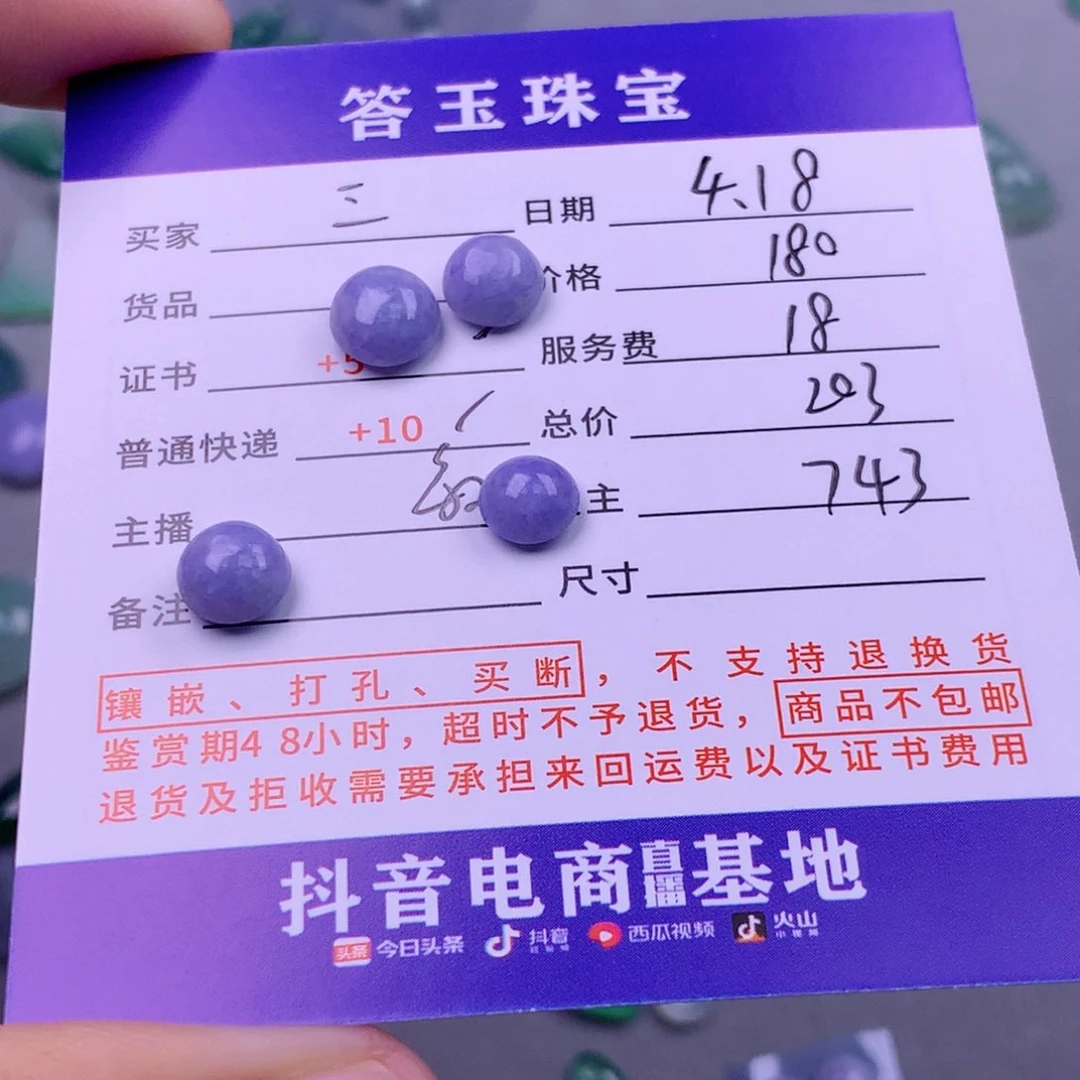 答玉珠宝
买家 三 日期 4.18
货品 价格 180
证书 +5 服务费 18
普通快递 +10 总价 203
主播 主 743
备注 尺寸
镶嵌、打孔、买断，不支持退换货
鉴赏期48小时，超时不予退货，商品不包邮
退货及拒收需要承担来回运费以及证书费用
抖音电商直播基地
头条 今日头条 抖音 西瓜视频 火山